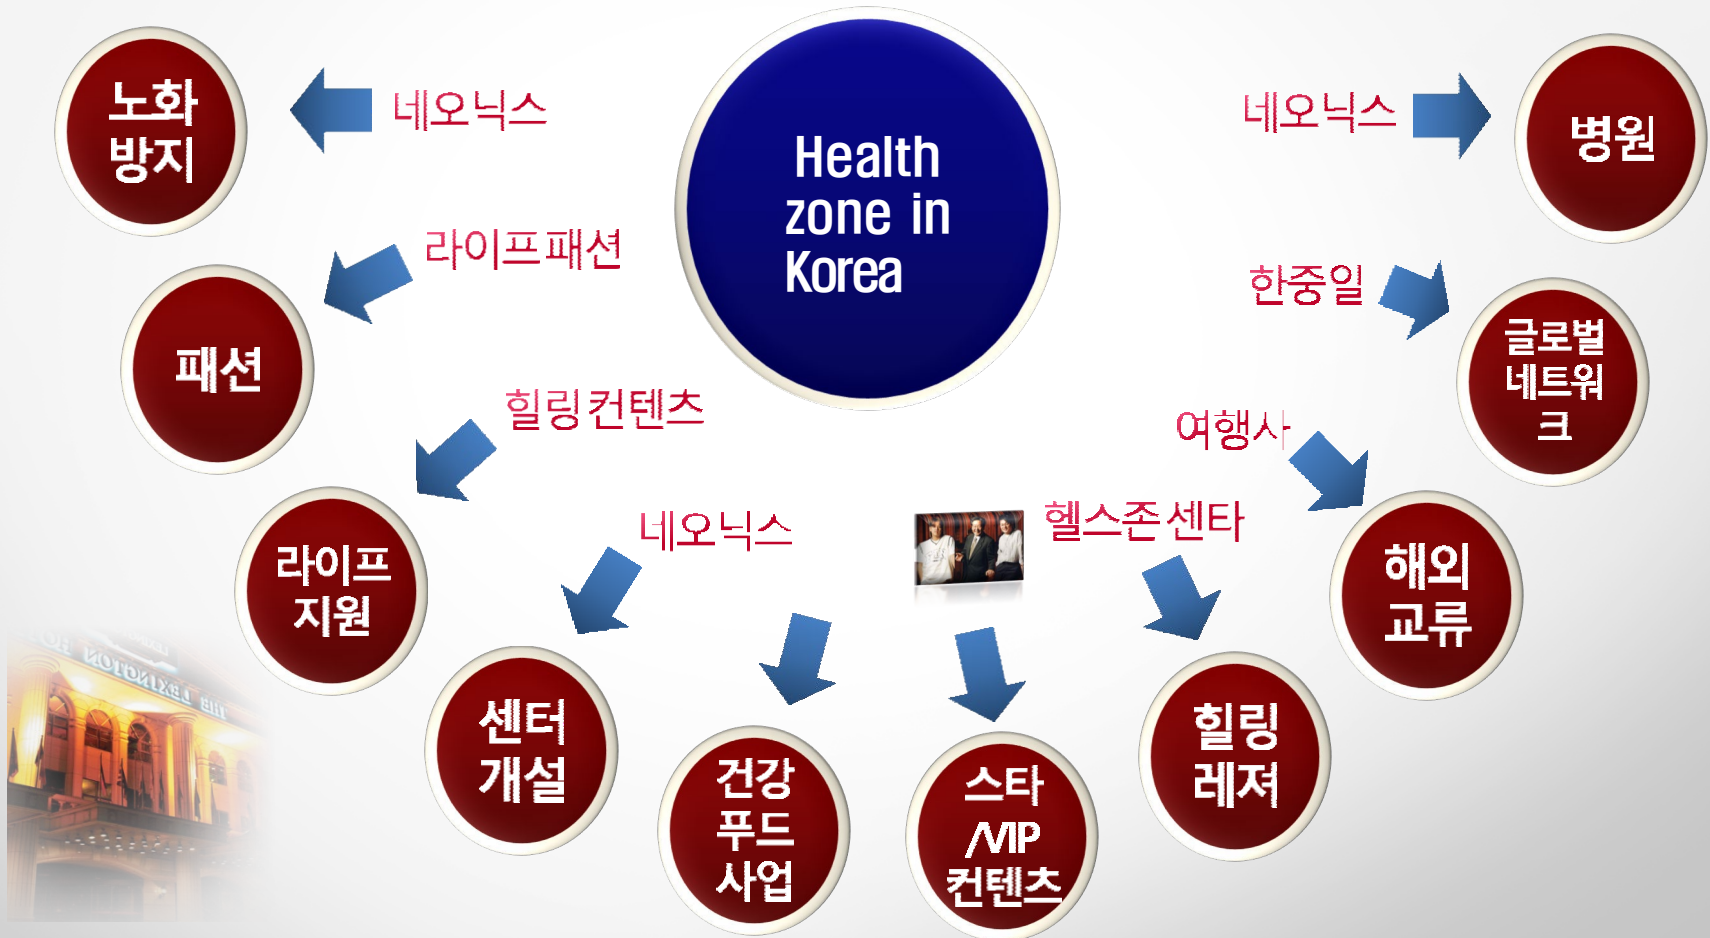 Health
zone in
Korea
네오닉스
노화
방지
라이프패션
패션
힐링컨텐츠
라이프
지원
네오닉스
센터
개설
건강
푸드
사업
스타
/VIP
컨텐츠
헬스존센타
힐링
레져
여행사
해외
교류
한중일
글로벌
네트워
크
네오닉스
병원
THE LEXINGTON HO